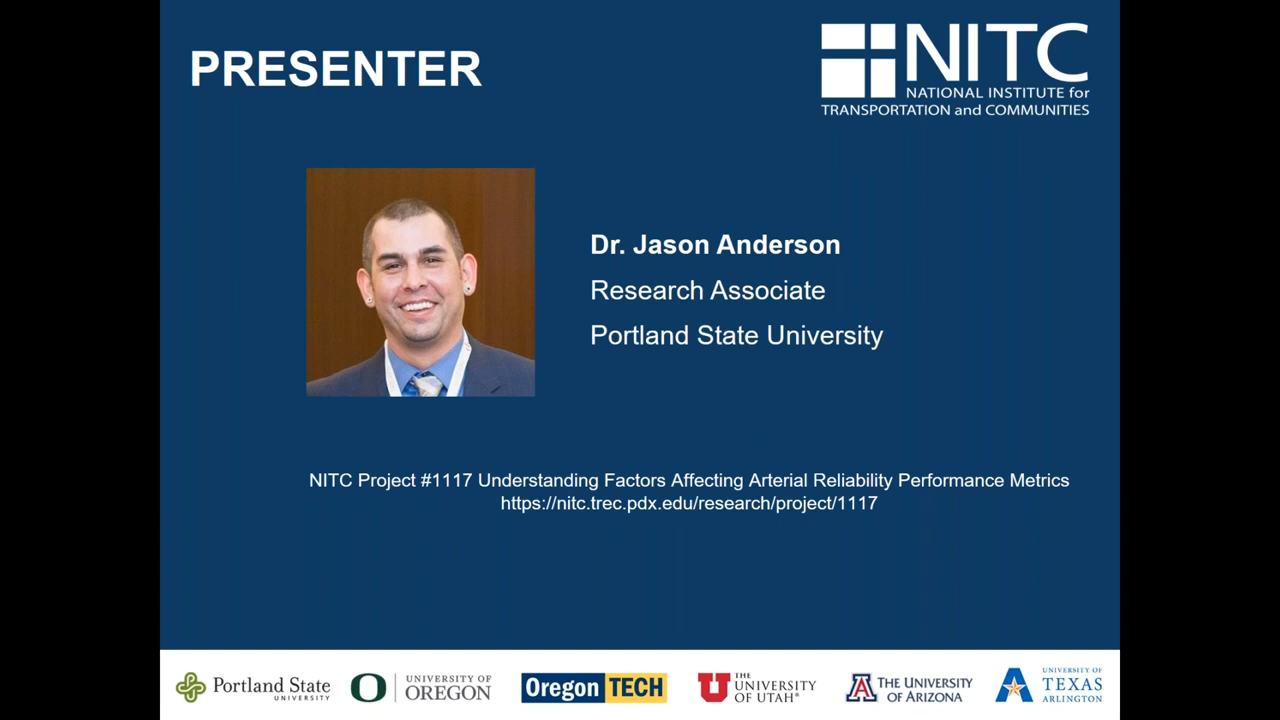 PRESENTER
NITC
NATIONAL INSTITUTE for
TRANSPORTATION and COMMUNITIES
Dr. Jason Anderson
Research Associate
Portland State University
NITC Project #1117 Understanding Factors Affecting Arterial Reliability Performance Metrics
https://nitc.trec.pdx.edu/research/project/1117
Portland State
UNIVERSITY
O
UNIVERSITY OF
OREGON
Oregon TECH
U
THE
UNIVERSITY
OF UTAH®
A
THE UNIVERSITY
OF ARIZONA
A
UNIVERSITY OF
TEXAS
ARLINGTON